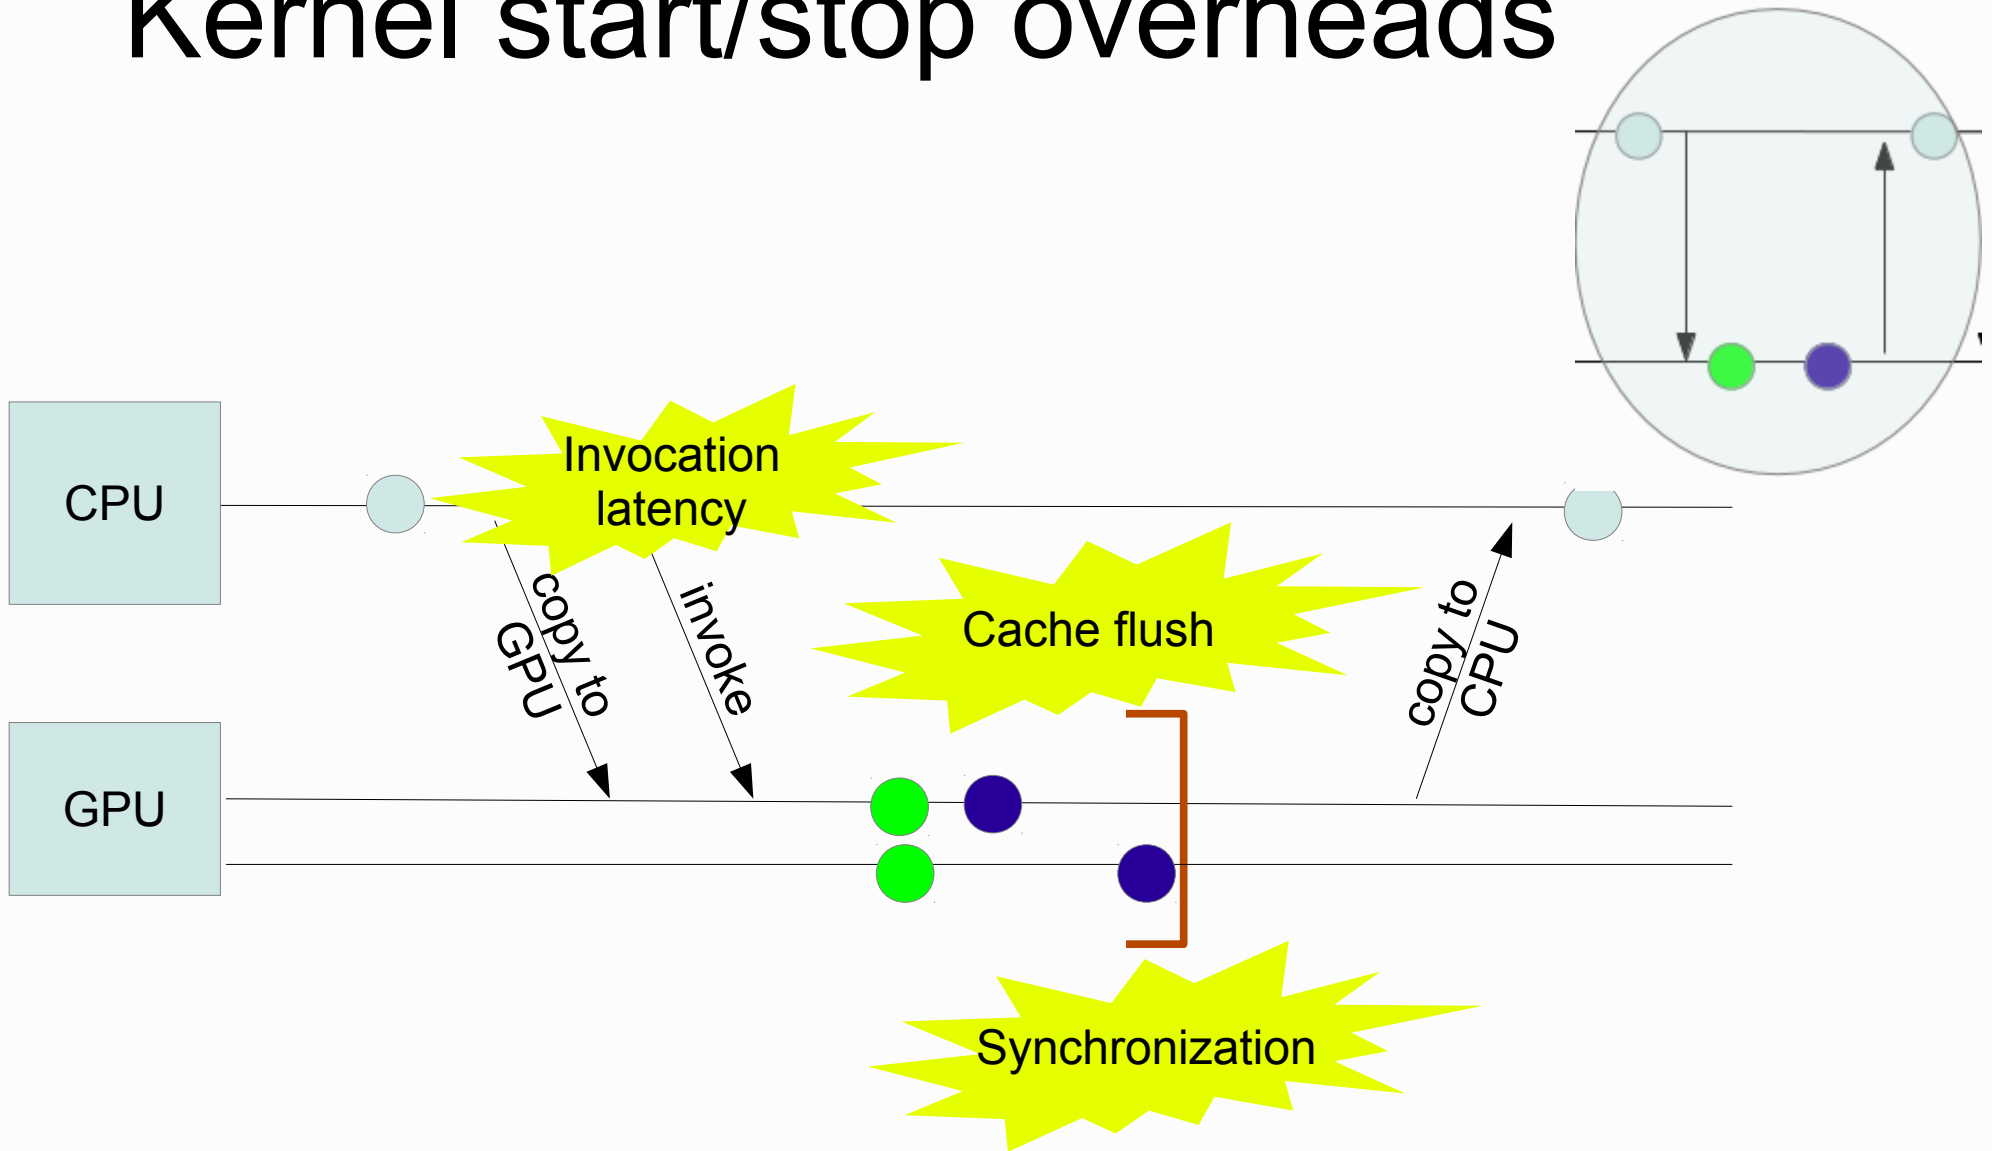 Kernel start/stop overheads
Invocation
latency
CPU
copy to
GPU
invoke
Cache flush
copy to
CPU
GPU
Synchronization